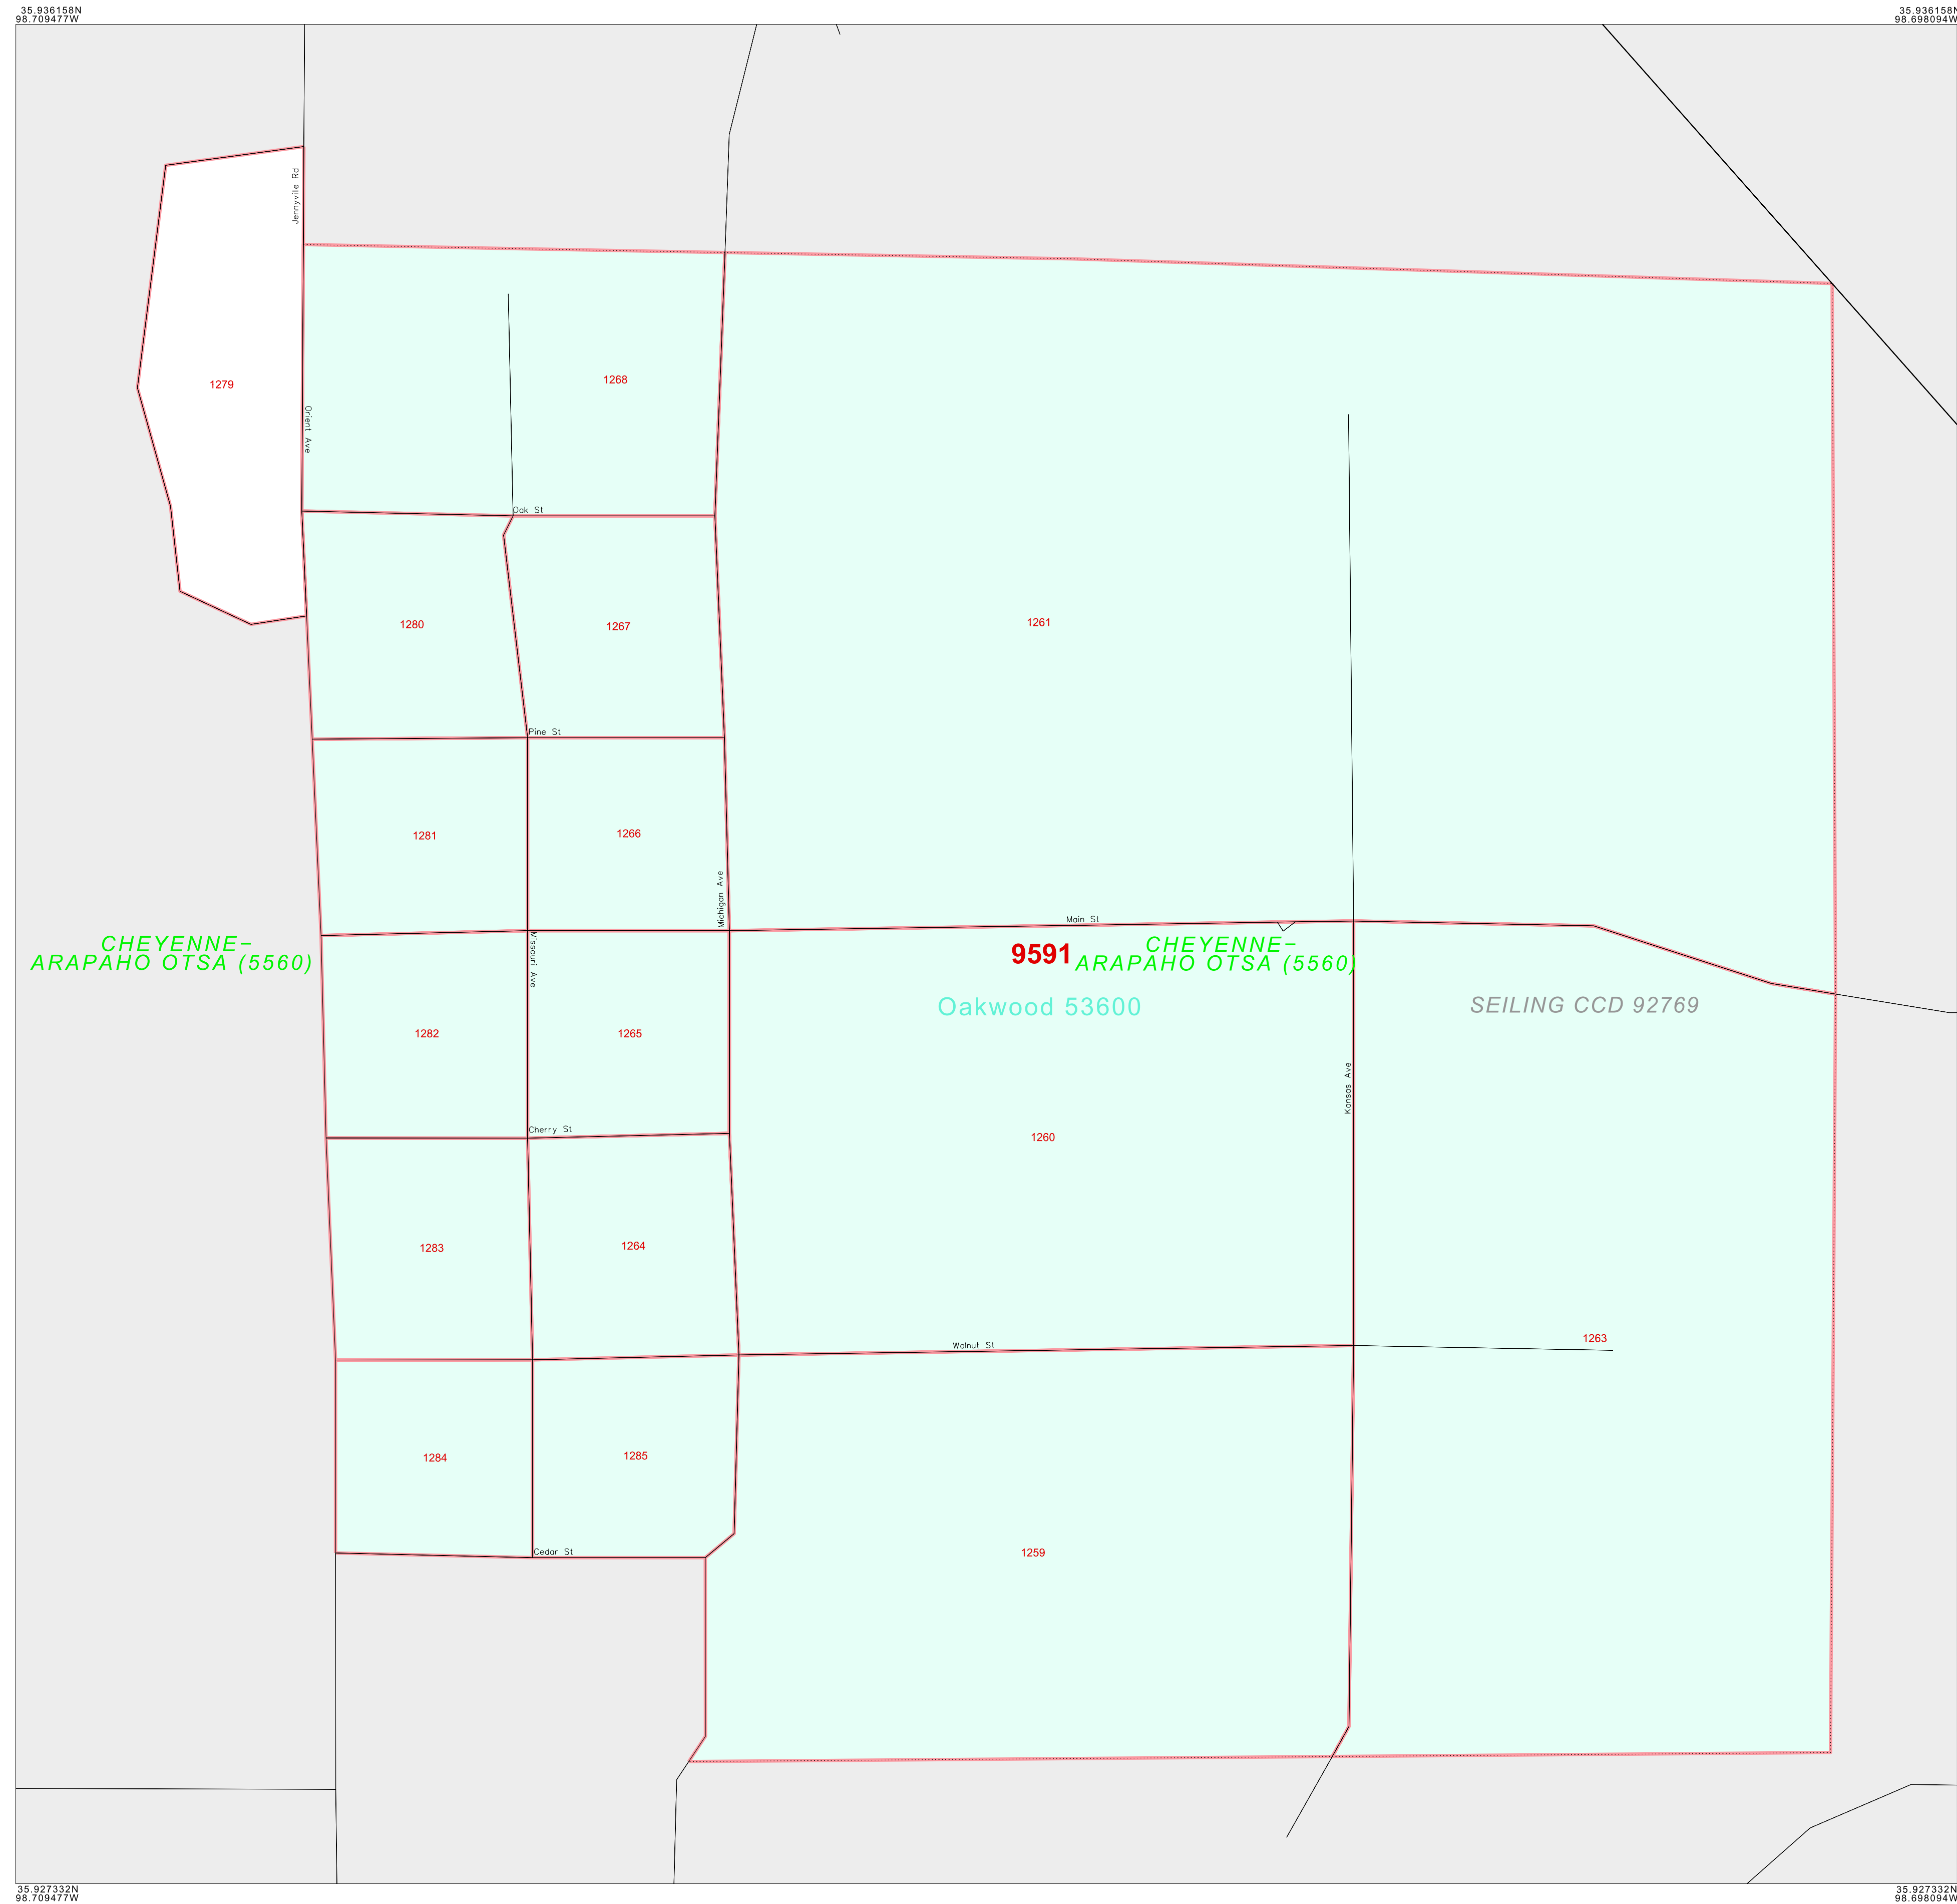 35.936158N
98.709477W
35.936158N
98.698094W
Jennyville Rd
1279
1268
Orient Ave
Oak St
1280
1267
1261
Pine St
1281
1266
Michigan Ave
Main St
CHEYENNE-
ARAPAHO OTSA (5560)
9591
CHEYENNE-
ARAPAHO OTSA (5560)
Missouri Ave
Oakwood 53600
SEILING CCD 92769
1282
1265
Kansas Ave
Cherry St
1260
1283
1264
Walnut St
1263
1284
1285
Cedar St
1259
35.927332N
98.709477W
35.927332N
98.698094W